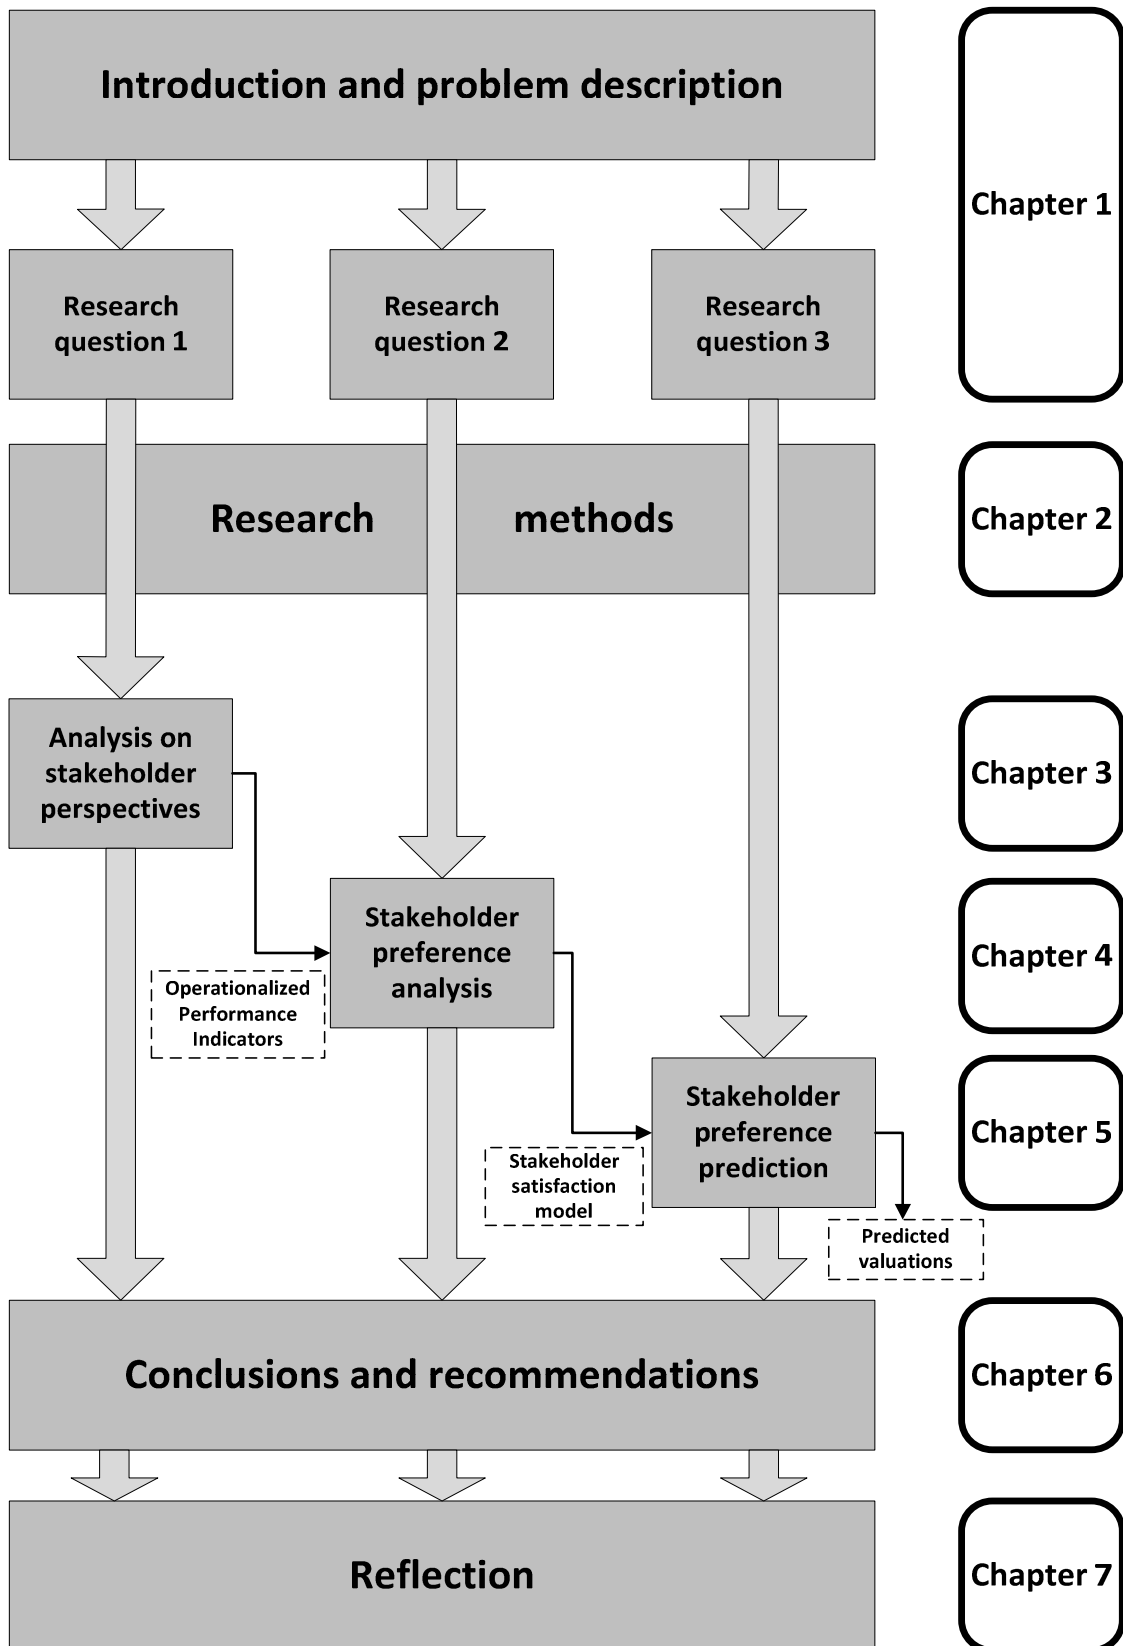 Introduction and problem description
Chapter 1
Research
question 1
Research
question 2
Research
question 3
Research methods
Chapter 2
Analysis on
stakeholder
perspectives
Chapter 3
Stakeholder
preference
analysis
Chapter 4
Operationalized
Performance
Indicators
Stakeholder
preference
prediction
Chapter 5
Stakeholder
satisfaction
model
Predicted
valuations
Conclusions and recommendations
Chapter 6
Reflection
Chapter 7